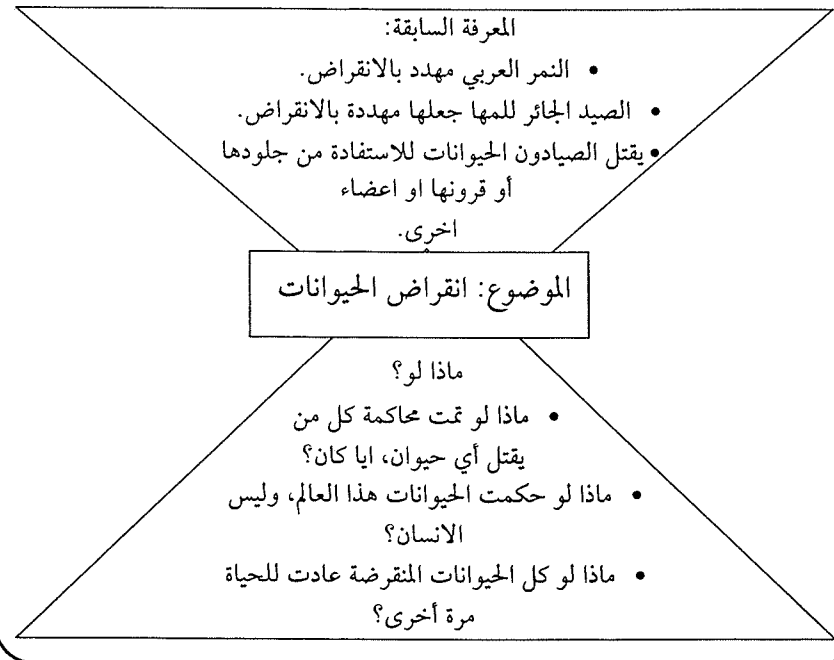 المعرفة السابقة:
• النمر العربي مهدد بالانقراض.
• الصيد الجائر للمها جعلها مهددة بالانقراض.
• يقتل الصيادون الحيوانات للاستفادة من جلودها
أو قرونها او اعضاء
اخرى.
الموضوع: انقراض الحيوانات
ماذا لو؟
• ماذا لو تمت محاكمة كل من
يقتل أي حيوان، ايا كان؟
• ماذا لو حكمت الحيوانات هذا العالم، وليس
الانسان؟
• ماذا لو كل الحيوانات المنقرضة عادت للحياة
مرة أخرى؟